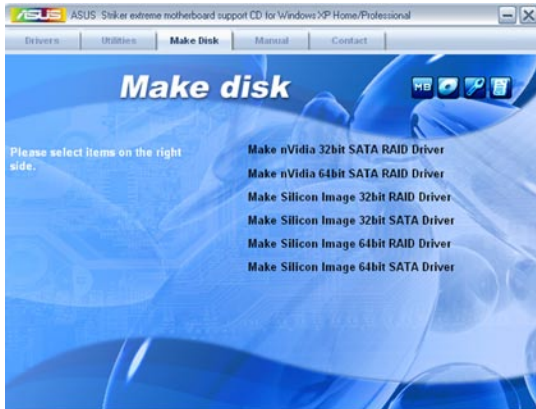 ASUS ASUS Striker extreme motherboard support CD for Windows XP Home/Professional
Drivers Utilities Make Disk Manual Contact
Make disk
MB
Please select items on the right
side.
Make nVidia 32bit SATA RAID Driver
Make nVidia 64bit SATA RAID Driver
Make Silicon Image 32bit RAID Driver
Make Silicon Image 32bit SATA Driver
Make Silicon Image 64bit RAID Driver
Make Silicon Image 64bit SATA Driver